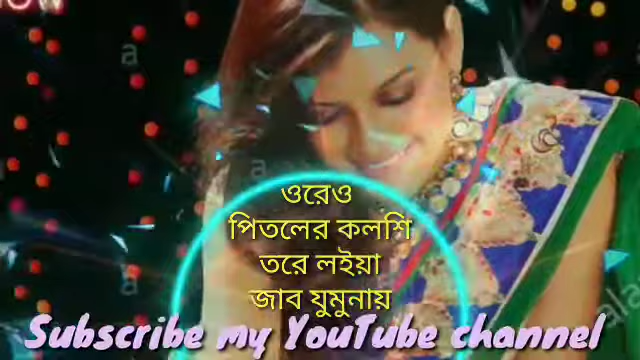 ওরেও
পিতলের কলশি
তরে লইয়া
জাব যুমুনায়
Subscribe my YouTube channel